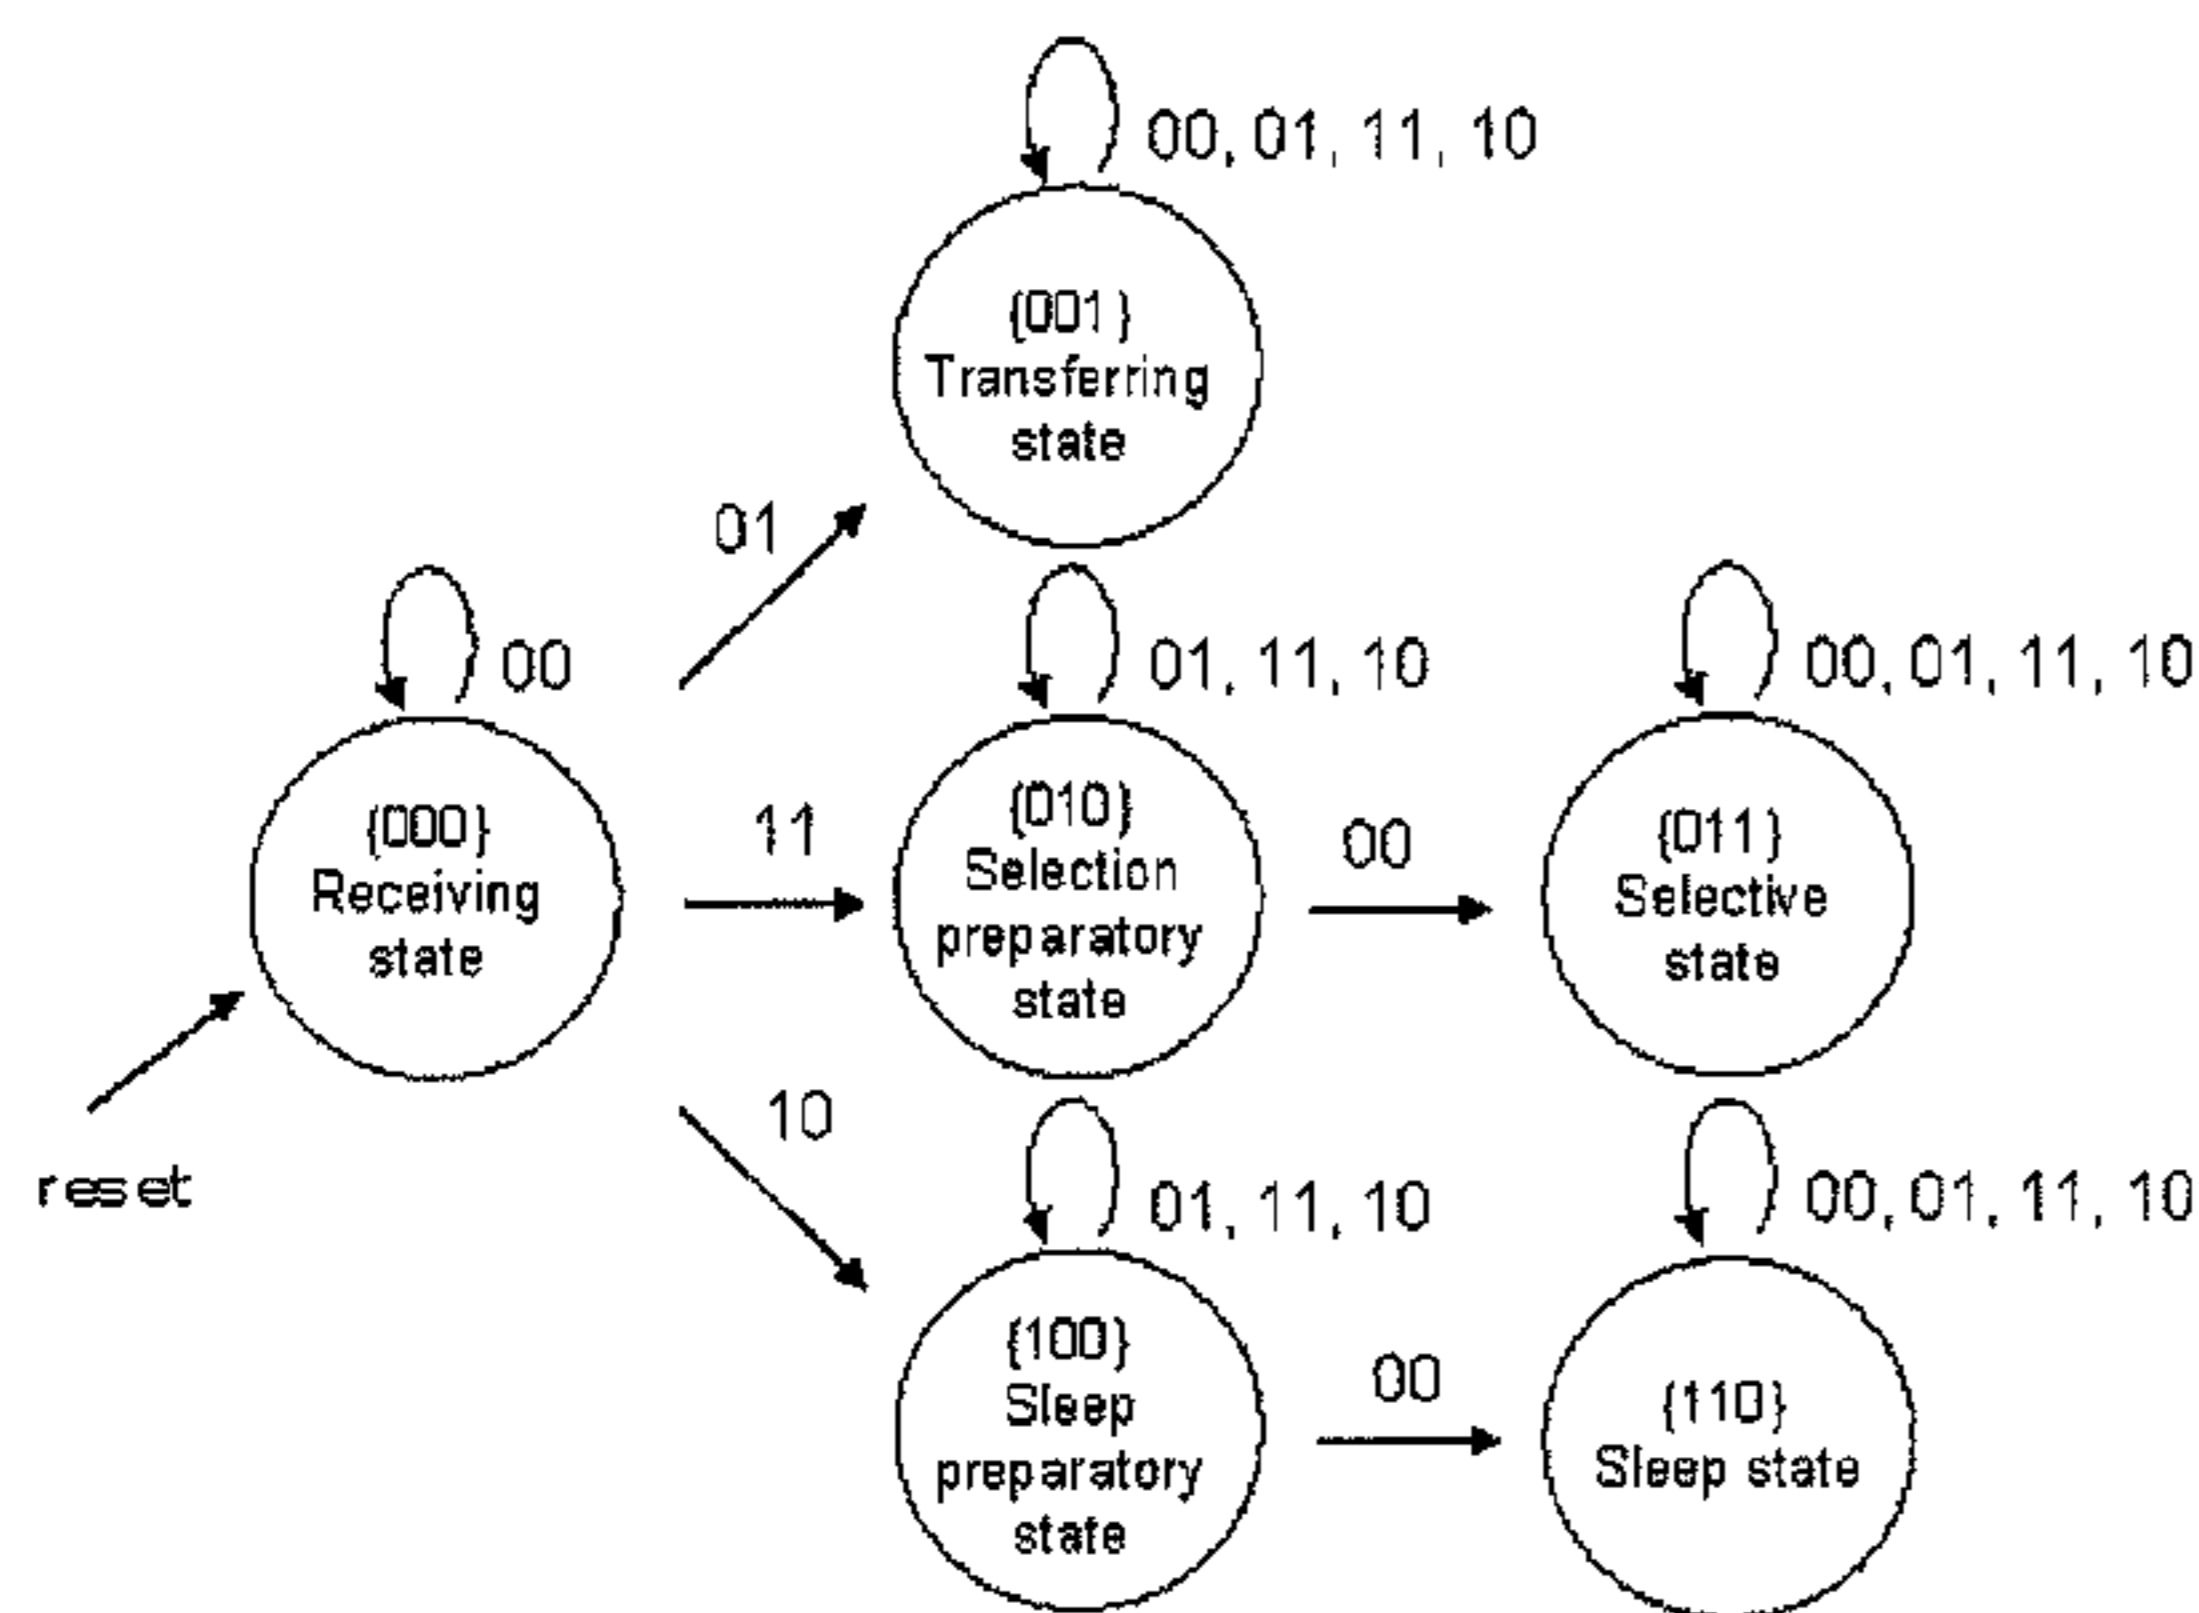 00, 01, 11, 10
{001}
Transferring
state
01
00
01, 11, 10
00, 01, 11, 10
{000}
Receiving
state
11
{010}
Selection
preparatory
state
00
{011}
Selective
state
reset
10
01, 11, 10
00, 01, 11, 10
{100}
Sleep
preparatory
state
00
{110}
Sleep state